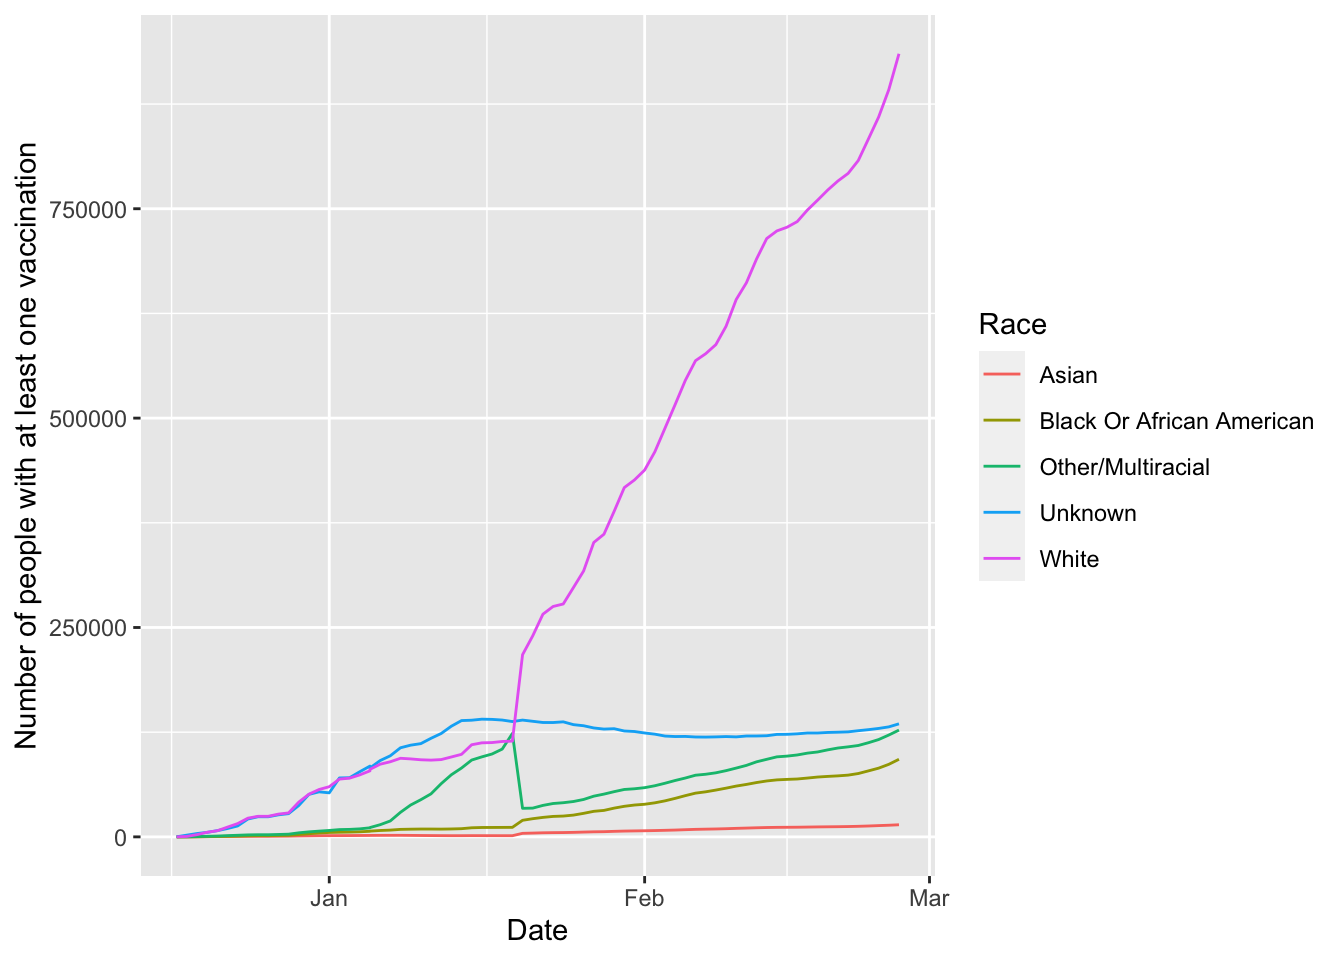 Number of people with at least one vaccination
750000
500000
250000
0
Jan
Feb
Mar
Date
Race
Asian
Black Or African American
Other/Multiracial
Unknown
White